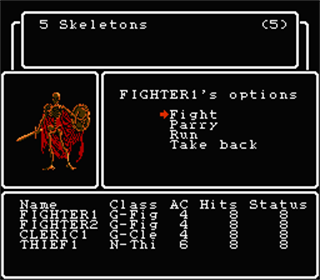 5 Skeletons (5)
FIGHTER1's options
Fight
Parry
Run
Take back
Name Class AC Hits Status
FIGHTER1 G-Fig 4 8 8
FIGHTER2 G-Fig 4 8 8
CLERIC1 G-Cle 4 8 8
THIEF1 N-Thi 6 8 8